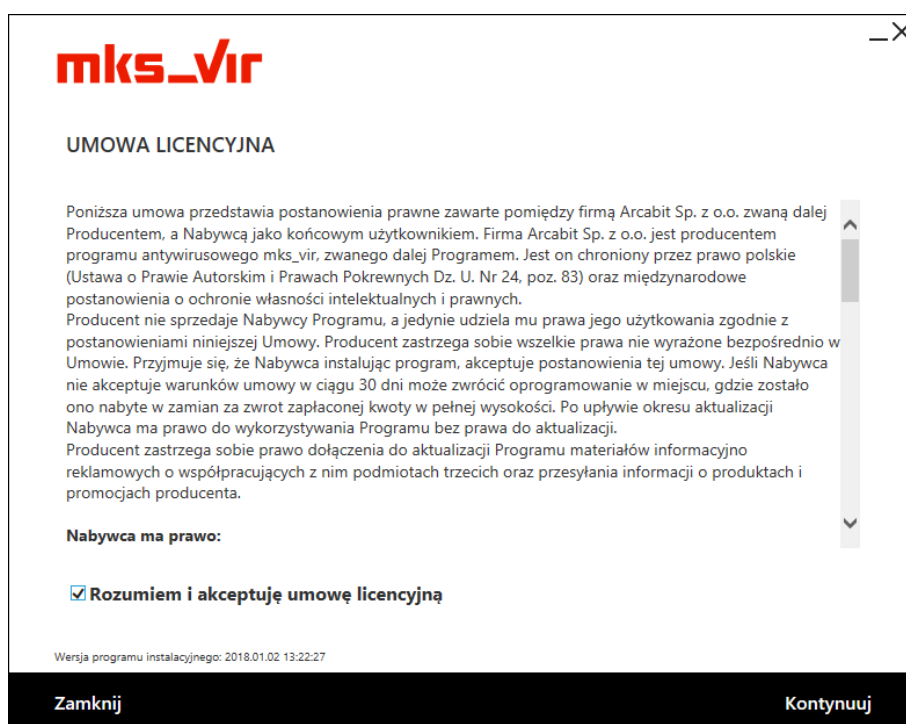 mks_vir
UMOWA LICENCYJNA
Poniższa umowa przedstawia postanowienia prawne zawarte pomiędzy firmą Arcabit Sp. z o.o. zwaną dalej
Producentem, a Nabywcą jako końcowym użytkownikiem. Firma Arcabit Sp. z o.o. jest producentem
programu antywirusowego mks_vir, zwanego dalej Programem. Jest on chroniony przez prawo polskie
(Ustawa o Prawie Autorskim i Prawach Pokrewnych Dz. U. Nr 24, poz. 83) oraz międzynarodowe
postanowienia o ochronie własności intelektualnych i prawnych.
Producent nie sprzedaje Nabywcy Programu, a jedynie udziela mu prawa jego użytkowania zgodnie z
postanowieniami niniejszej Umowy. Producent zastrzega sobie wszelkie prawa nie wyrażone bezpośrednio w
Umowie. Przyjmuje się, że Nabywca instalując program, akceptuje postanowienia tej umowy. Jeśli Nabywca
nie akceptuje warunków umowy w ciągu 30 dni może zwrócić oprogramowanie w miejscu, gdzie zostało
ono nabyte w zamian za zwrot zapłaconej kwoty w pełnej wysokości. Po upływie okresu aktualizacji
Nabywca ma prawo do wykorzystywania Programu bez prawa do aktualizacji.
Producent zastrzega sobie prawo dołączenia do aktualizacji Programu materiałów informacyjno
reklamowych o współpracujących z nim podmiotach trzecich oraz przesyłania informacji o produktach i
promocjach producenta.
Nabywca ma prawo:
Rozumiem i akceptuję umowę licencyjną
Wersja programu instalacyjnego: 2018.01.02 13:22:27
Zamknij
Kontynuuj